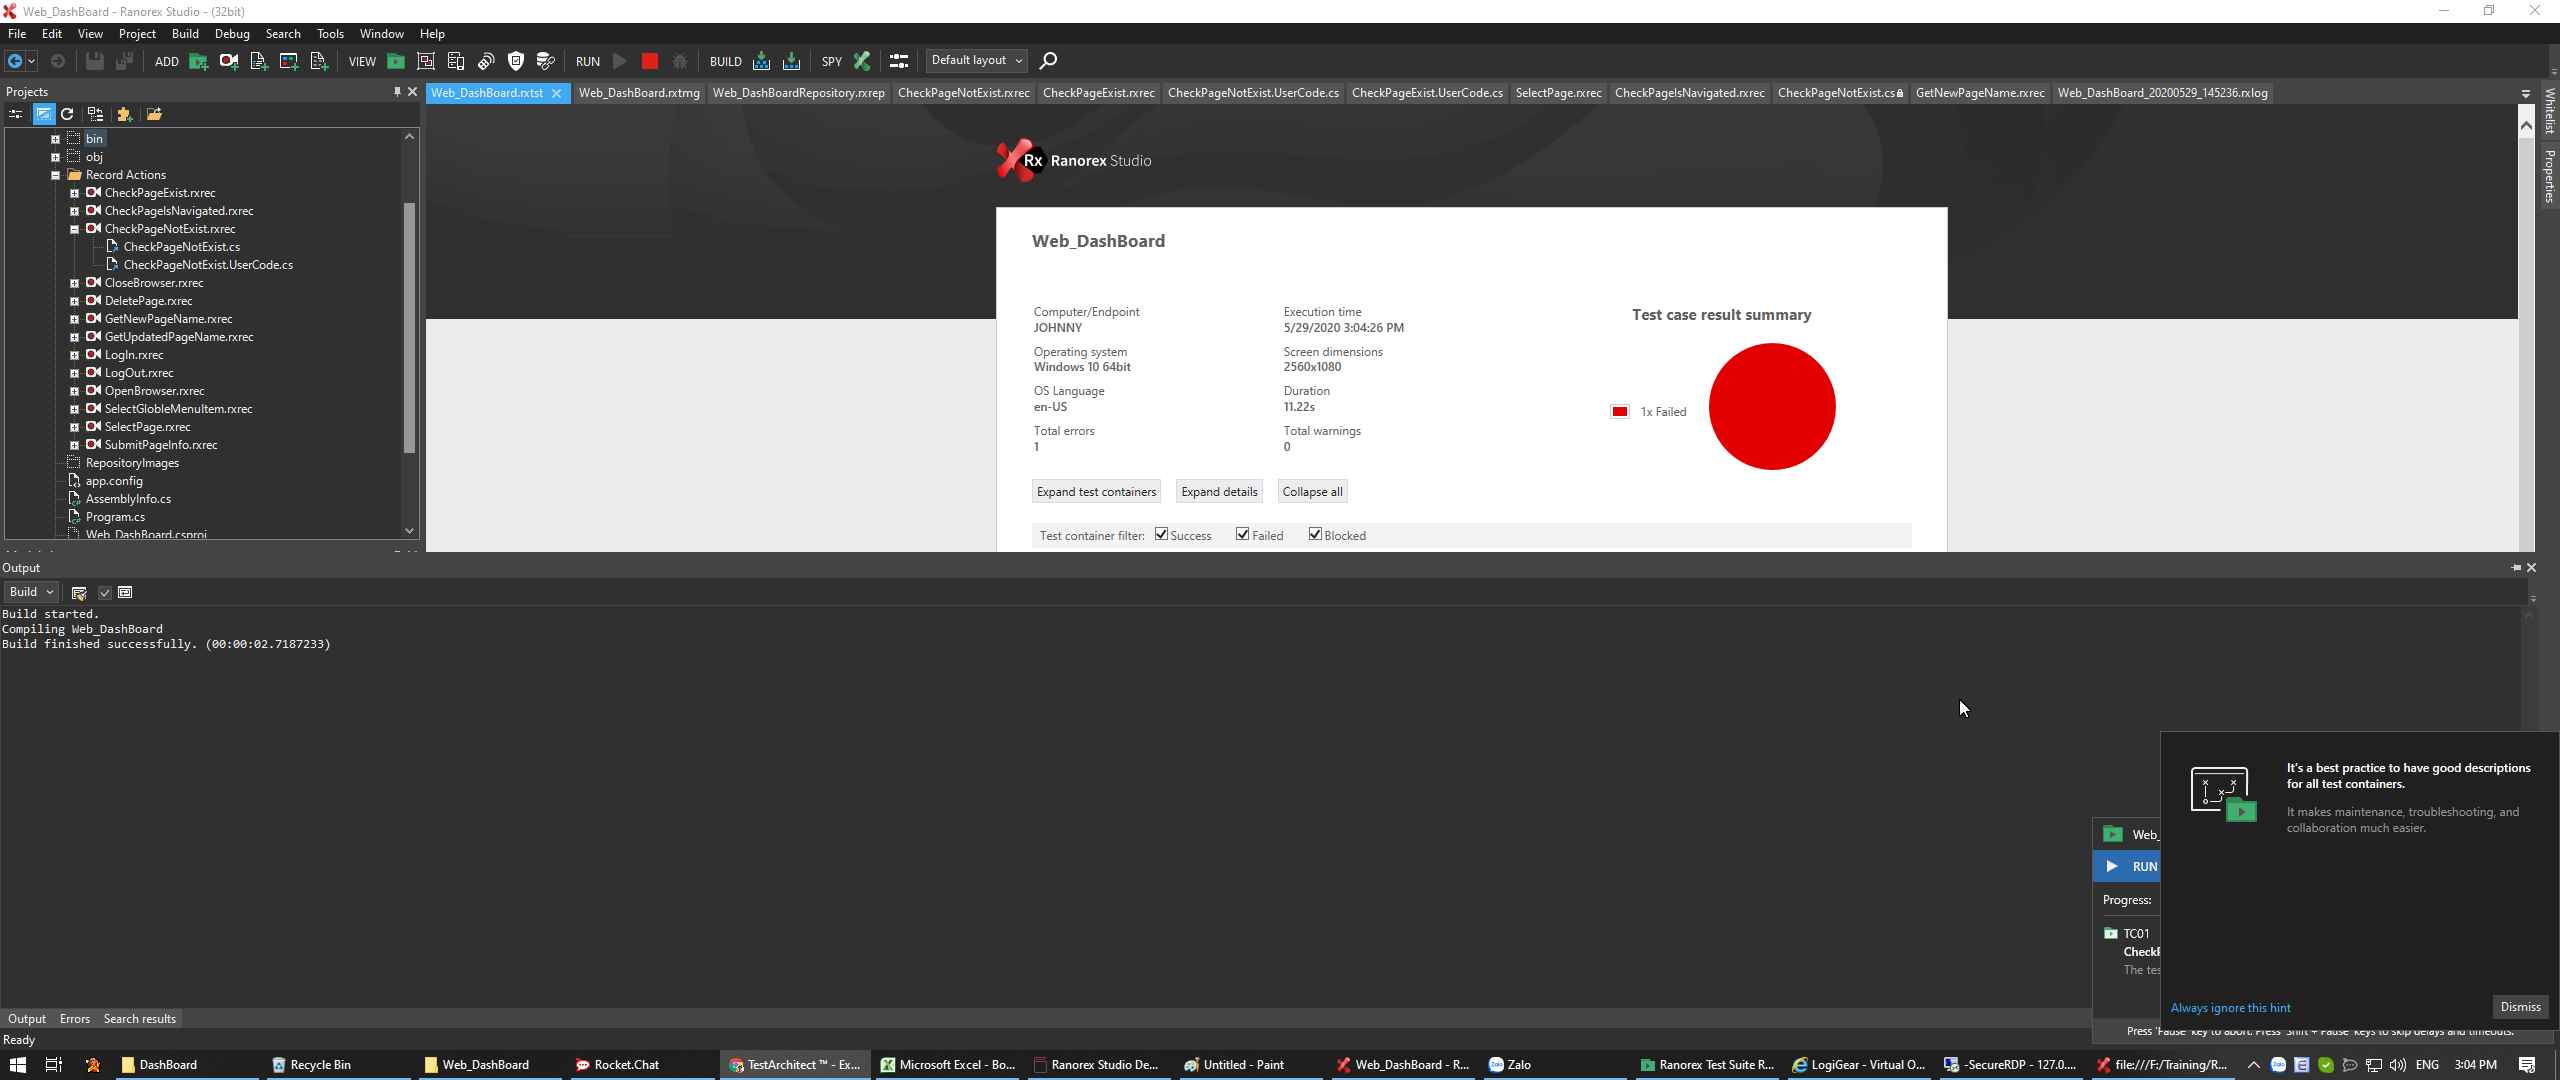 Web_DashBoard - Ranorex Studio - (32bit)
File Edit View Project Build Debug Search Tools Window Help
ADD VIEW RUN BUILD SPY Default layout
Projects
Web_DashBoard.rxtst Web_DashBoard.rxtmg Web_DashBoardRepository.rxrep CheckPageNotExist.rxrec CheckPageExist.rxrec CheckPageNotExist.UserCode.cs CheckPageExist.UserCode.cs SelectPage.rxrec CheckPageIsNavigated.rxrec CheckPageNotExist.cs GetNewPageName.rxrec Web_DashBoard_20200529_145236.rxlog
Whitelist
Properties
bin
obj
Record Actions
CheckPageExist.rxrec
CheckPageIsNavigated.rxrec
CheckPageNotExist.rxrec
CheckPageNotExist.cs
CheckPageNotExist.UserCode.cs
CloseBrowser.rxrec
DeletePage.rxrec
GetNewPageName.rxrec
GetUpdatedPageName.rxrec
LogIn.rxrec
LogOut.rxrec
OpenBrowser.rxrec
SelectGlobleMenuItem.rxrec
SelectPage.rxrec
SubmitPageInfo.rxrec
RepositoryImages
app.config
AssemblyInfo.cs
Program.cs
Web_DashBoard.csproj
Rx Ranorex Studio
Web_DashBoard
Computer/Endpoint
JOHNNY
Execution time
5/29/2020 3:04:26 PM
Operating system
Windows 10 64bit
Screen dimensions
2560x1080
OS Language
en-US
Duration
11.22s
Total errors
1
Total warnings
0
Test case result summary
1x Failed
Expand test containers Expand details Collapse all
Test container filter: Success Failed Blocked
Output
Build
Build started.
Compiling Web_DashBoard
Build finished successfully. (00:00:02.7187233)
It's a best practice to have good descriptions
for all test containers.
It makes maintenance, troubleshooting, and
collaboration much easier.
Always ignore this hint
Dismiss
Web_
RUN
Progress:
TC01
Check
The tes
Press 'Pause' key to abort. Press 'Shift + Pause' keys to skip delays and timeouts.
Output Errors Search results
Ready
DashBoard Recycle Bin Web_DashBoard Rocket.Chat TestArchitect ™ - Ex... Microsoft Excel - Bo... Ranorex Studio De... Untitled - Paint Web_DashBoard - R... Zalo Ranorex Test Suite R... LogiGear - Virtual O... -SecureRDP - 127.0.... file:///F:/Training/R... ENG 3:04 PM